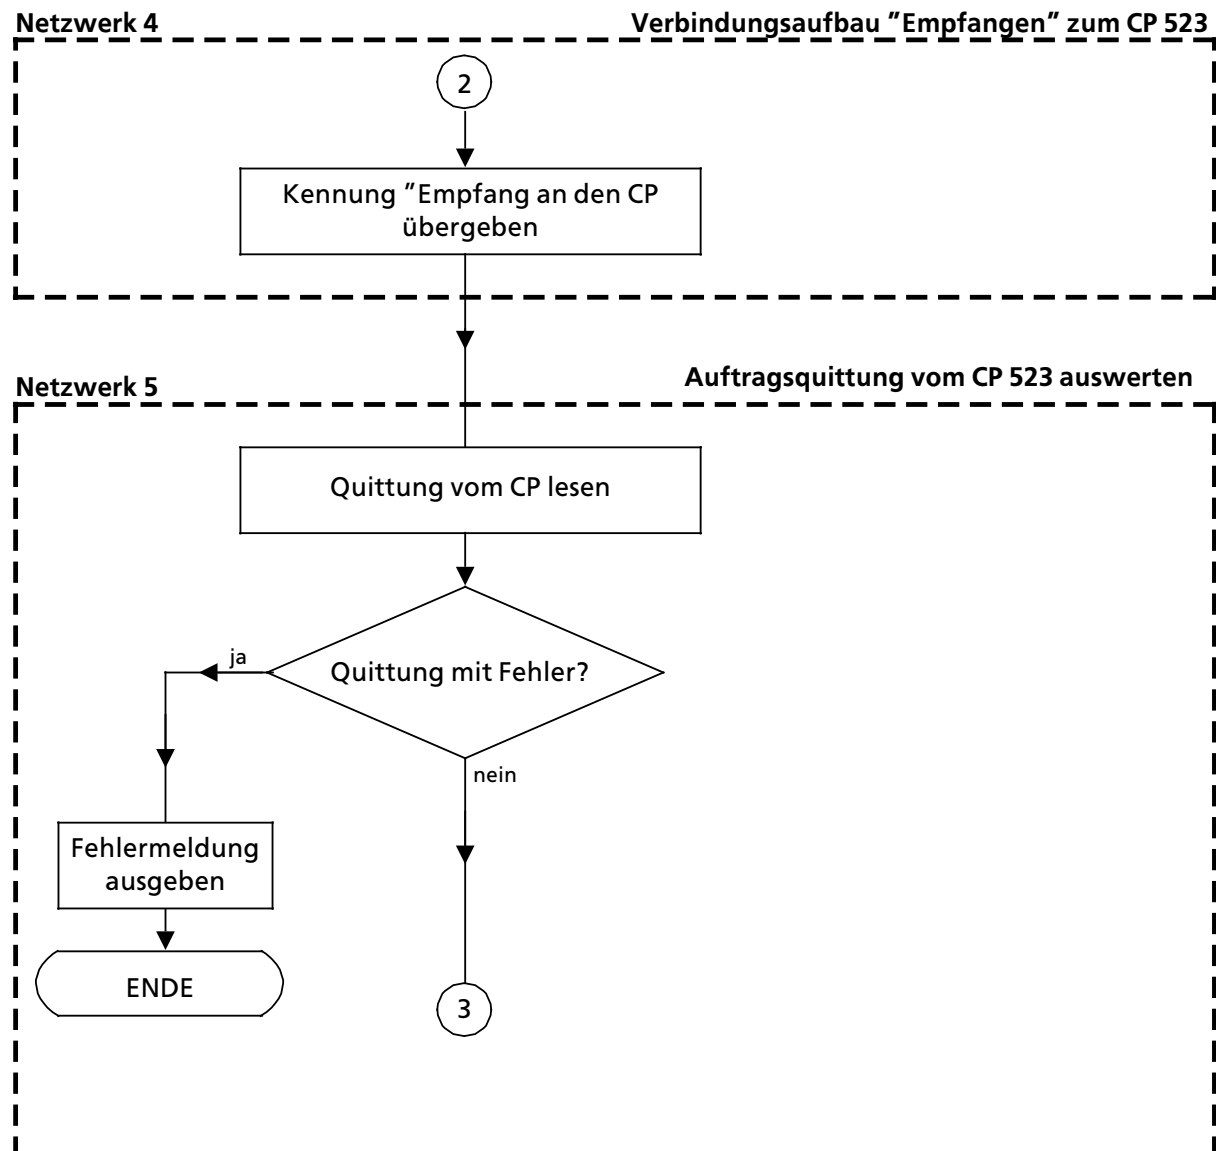 Netzwerk 4
Verbindungsaufbau "Empfangen" zum CP 523
2
Kennung "Empfang an den CP
übergeben
Netzwerk 5
Auftragsquittung vom CP 523 auswerten
Quittung vom CP lesen
Quittung mit Fehler?
ja
nein
Fehlermeldung
ausgeben
ENDE
3